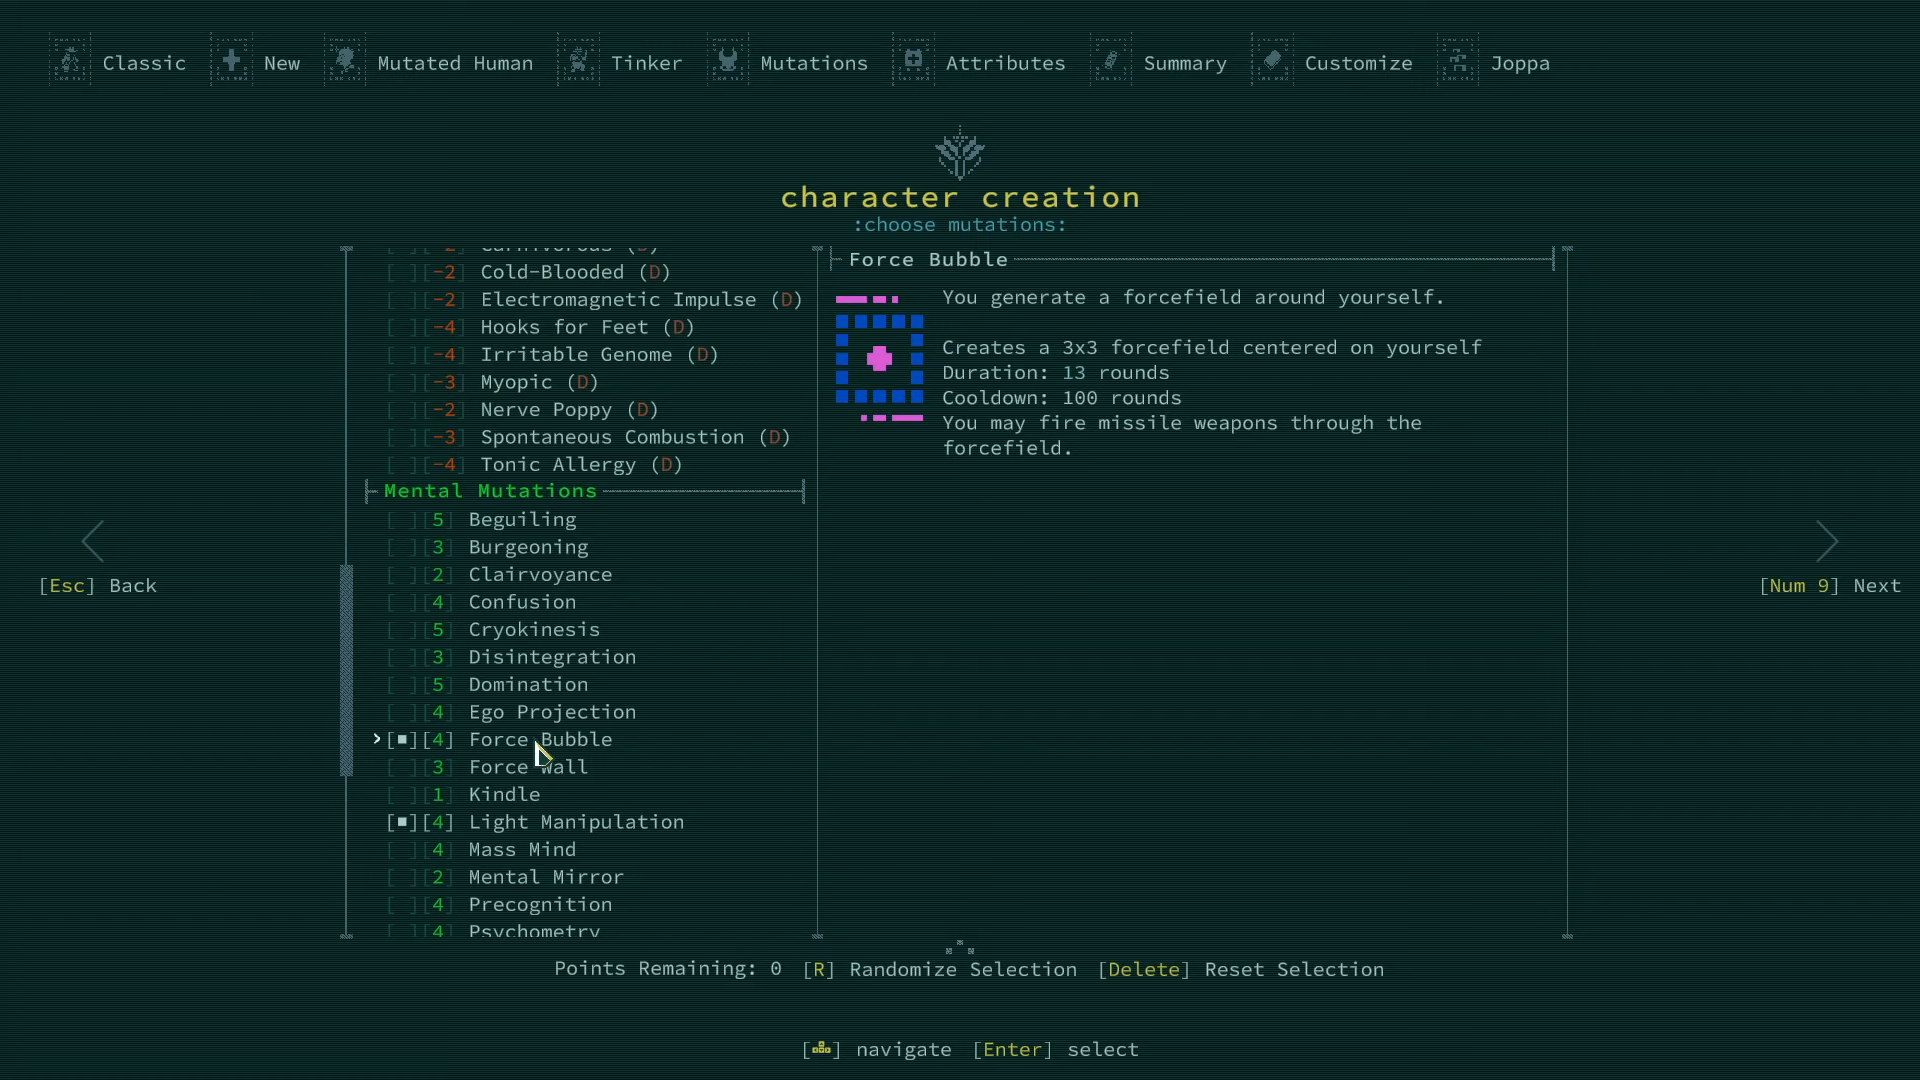 Classic New Mutated Human Tinker Mutations Attributes Summary Customize Joppa
character creation
:choose mutations:
[ ][-2] Carnivorous (D)
[ ][-2] Cold-Blooded (D)
[ ][-2] Electromagnetic Impulse (D)
[ ][-4] Hooks for Feet (D)
[ ][-4] Irritable Genome (D)
[ ][-3] Myopic (D)
[ ][-2] Nerve Poppy (D)
[ ][-3] Spontaneous Combustion (D)
[ ][-4] Tonic Allergy (D)
Mental Mutations
[ ][5] Beguiling
[ ][3] Burgeoning
[ ][2] Clairvoyance
[ ][4] Confusion
[ ][5] Cryokinesis
[ ][3] Disintegration
[ ][5] Domination
[ ][4] Ego Projection
>[■][4] Force Bubble
[ ][3] Force Wall
[ ][1] Kindle
[■][4] Light Manipulation
[ ][4] Mass Mind
[ ][2] Mental Mirror
[ ][4] Precognition
[ ][4] Psychometry
Force Bubble
You generate a forcefield around yourself.
Creates a 3x3 forcefield centered on yourself
Duration: 13 rounds
Cooldown: 100 rounds
You may fire missile weapons through the
forcefield.
[Esc] Back
[Num 9] Next
Points Remaining: 0 [R] Randomize Selection [Delete] Reset Selection
navigate [Enter] select